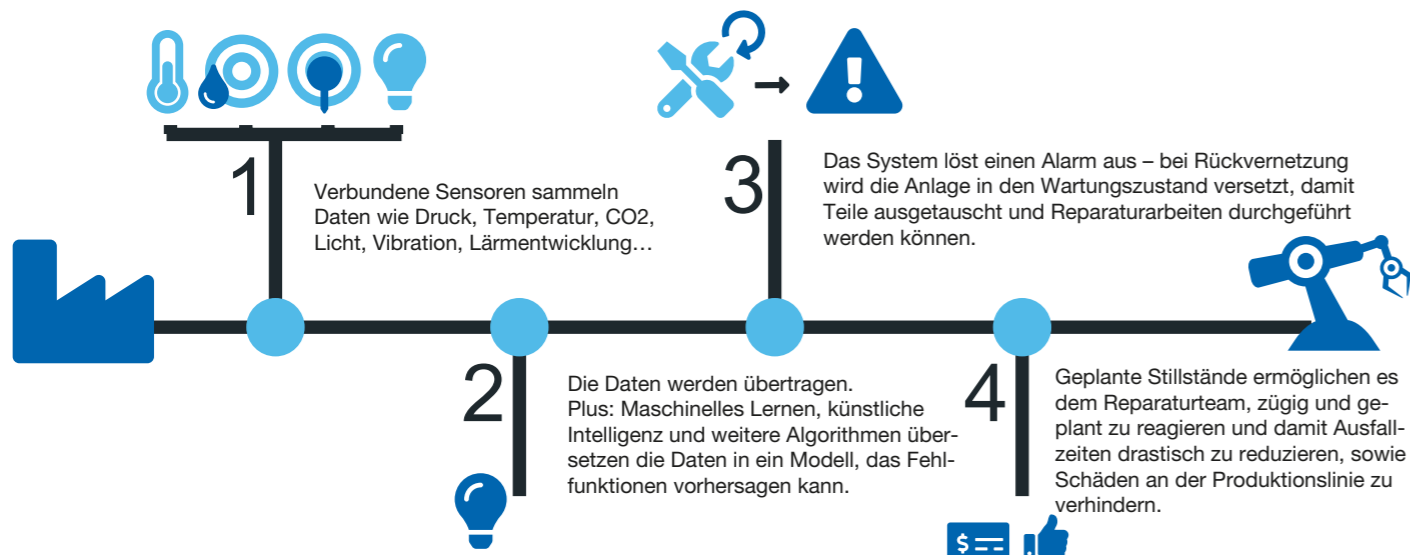 1
Verbundene Sensoren sammeln
Daten wie Druck, Temperatur, CO2,
Licht, Vibration, Lärmentwicklung…
2
Die Daten werden übertragen.
Plus: Maschinelles Lernen, künstliche
Intelligenz und weitere Algorithmen über-
setzen die Daten in ein Modell, das Fehl-
funktionen vorhersagen kann.
3
Das System löst einen Alarm aus – bei Rückvernetzung
wird die Anlage in den Wartungszustand versetzt, damit
Teile ausgetauscht und Reparaturarbeiten durchgeführt
werden können.
4
Geplante Stillstände ermöglichen es
dem Reparaturteam, zügig und ge-
plant zu reagieren und damit Ausfall-
zeiten drastisch zu reduzieren, sowie
Schäden an der Produktionslinie zu
verhindern.
$